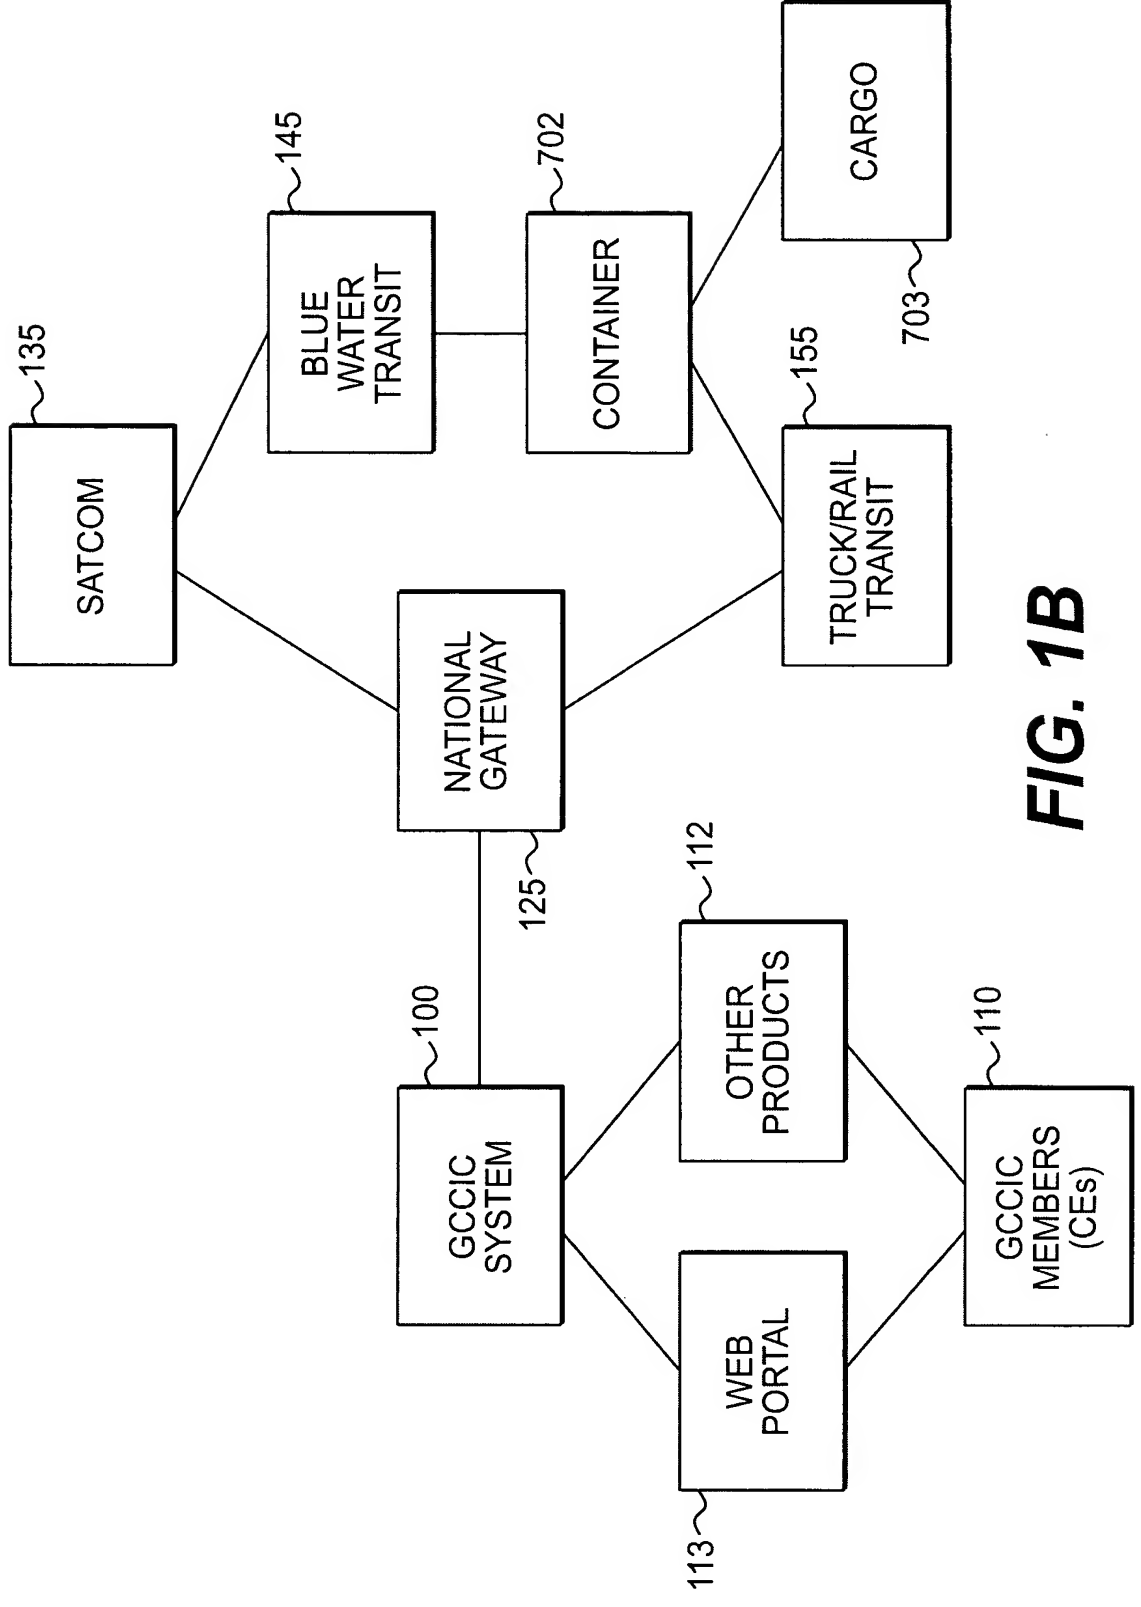 135
SATCOM
145
BLUE
WATER
TRANSIT
100
GCCIC
SYSTEM
NATIONAL
GATEWAY
125
702
CONTAINER
113
WEB
PORTAL
112
OTHER
PRODUCTS
155
TRUCK/RAIL
TRANSIT
703
CARGO
110
GCCIC
MEMBERS
(CEs)
FIG. 1B